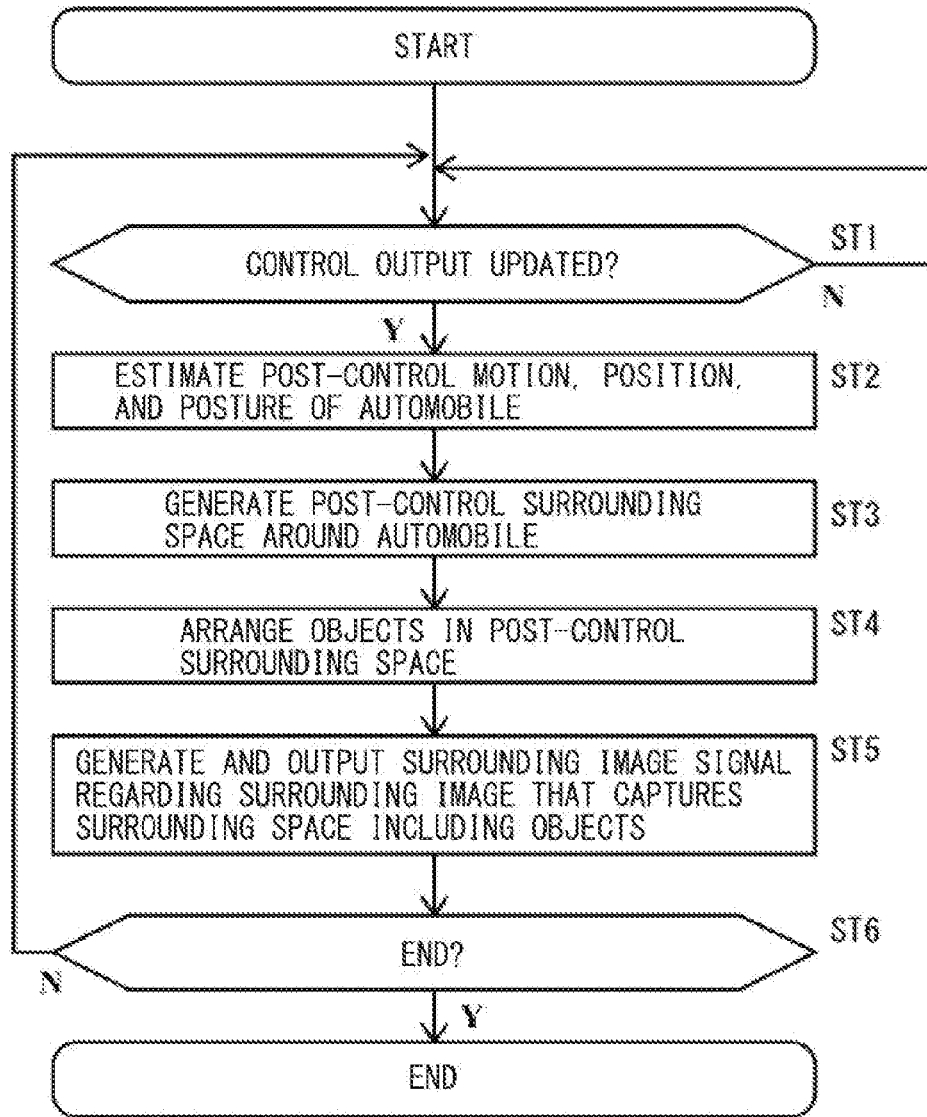 START
CONTROL OUTPUT UPDATED?
ST1
N
Y
ESTIMATE POST-CONTROL MOTION, POSITION,
AND POSTURE OF AUTOMOBILE
ST2
GENERATE POST-CONTROL SURROUNDING
SPACE AROUND AUTOMOBILE
ST3
ARRANGE OBJECTS IN POST-CONTROL
SURROUNDING SPACE
ST4
GENERATE AND OUTPUT SURROUNDING IMAGE SIGNAL
REGARDING SURROUNDING IMAGE THAT CAPTURES
SURROUNDING SPACE INCLUDING OBJECTS
ST5
END?
ST6
N
Y
END